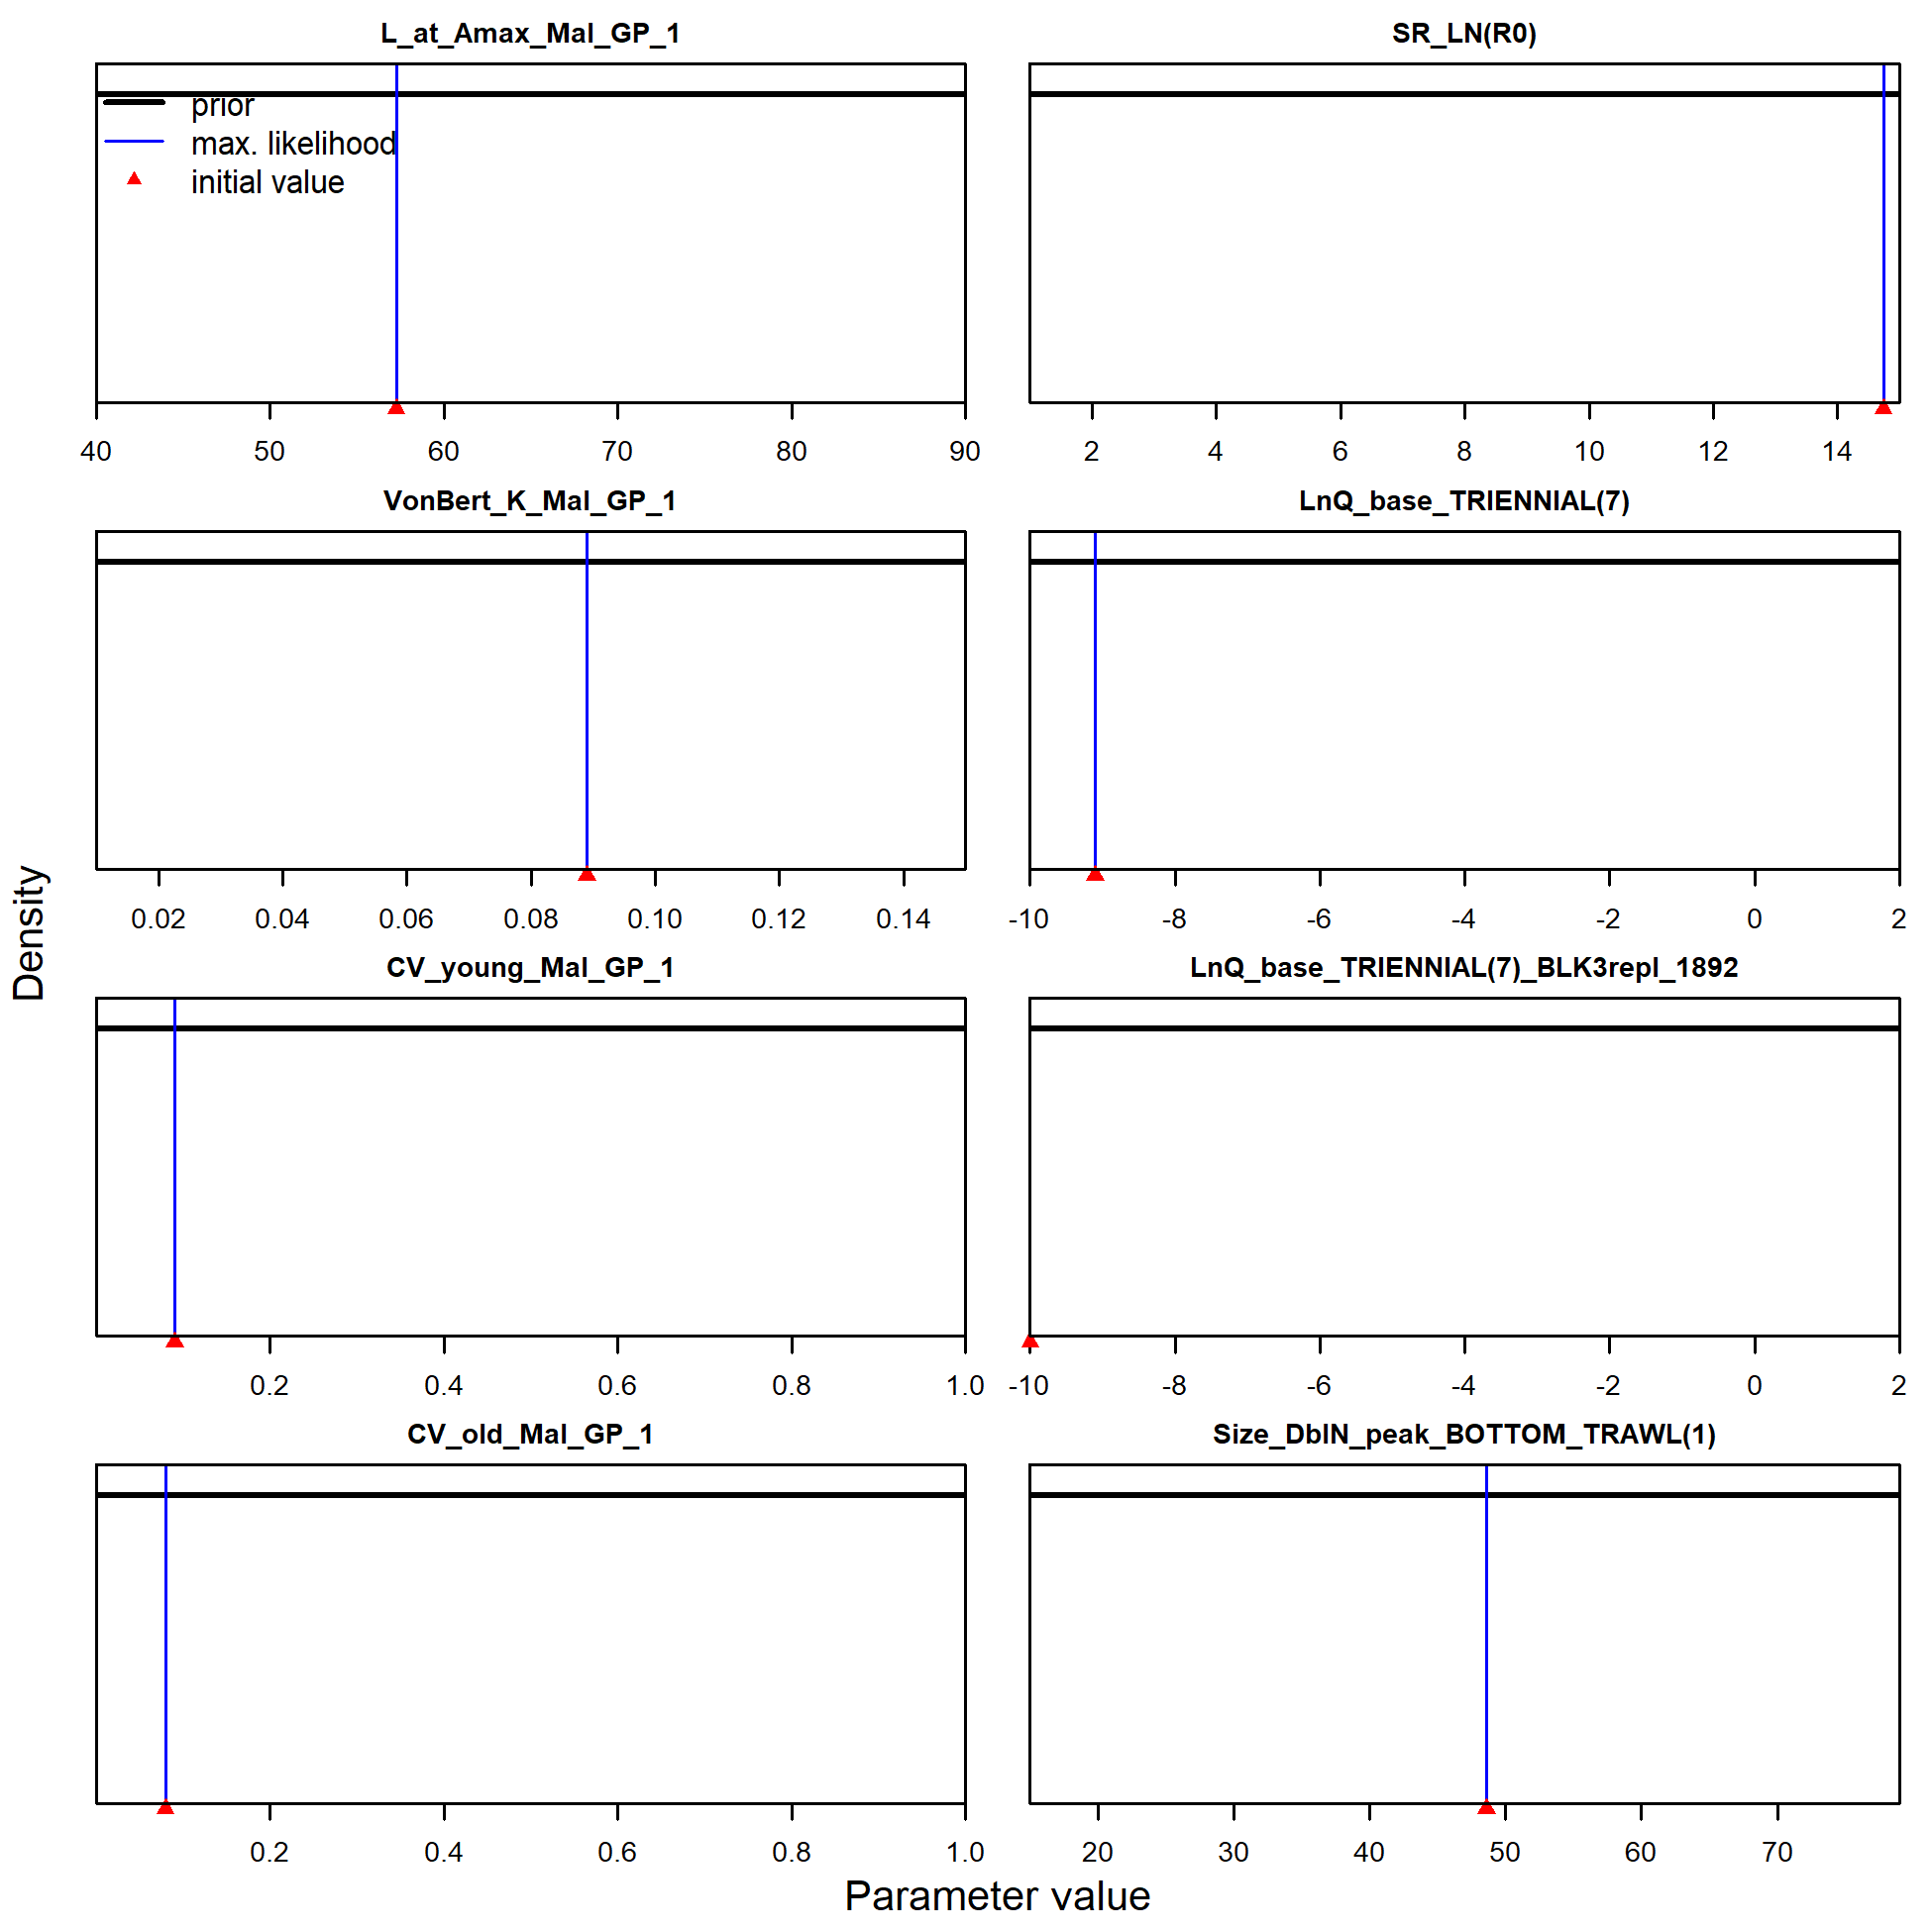 L_at_Amax_Mal_GP_1
prior
max. likelihood
initial value
40 50 60 70 80 90
SR_LN(R0)
2 4 6 8 10 12 14
VonBert_K_Mal_GP_1
0.02 0.04 0.06 0.08 0.10 0.12 0.14
LnQ_base_TRIENNIAL(7)
-10 -8 -6 -4 -2 0 2
CV_young_Mal_GP_1
0.2 0.4 0.6 0.8 1.0
LnQ_base_TRIENNIAL(7)_BLK3repl_1892
-10 -8 -6 -4 -2 0 2
CV_old_Mal_GP_1
0.2 0.4 0.6 0.8 1.0
Size_DblN_peak_BOTTOM_TRAWL(1)
20 30 40 50 60 70
Density
Parameter value